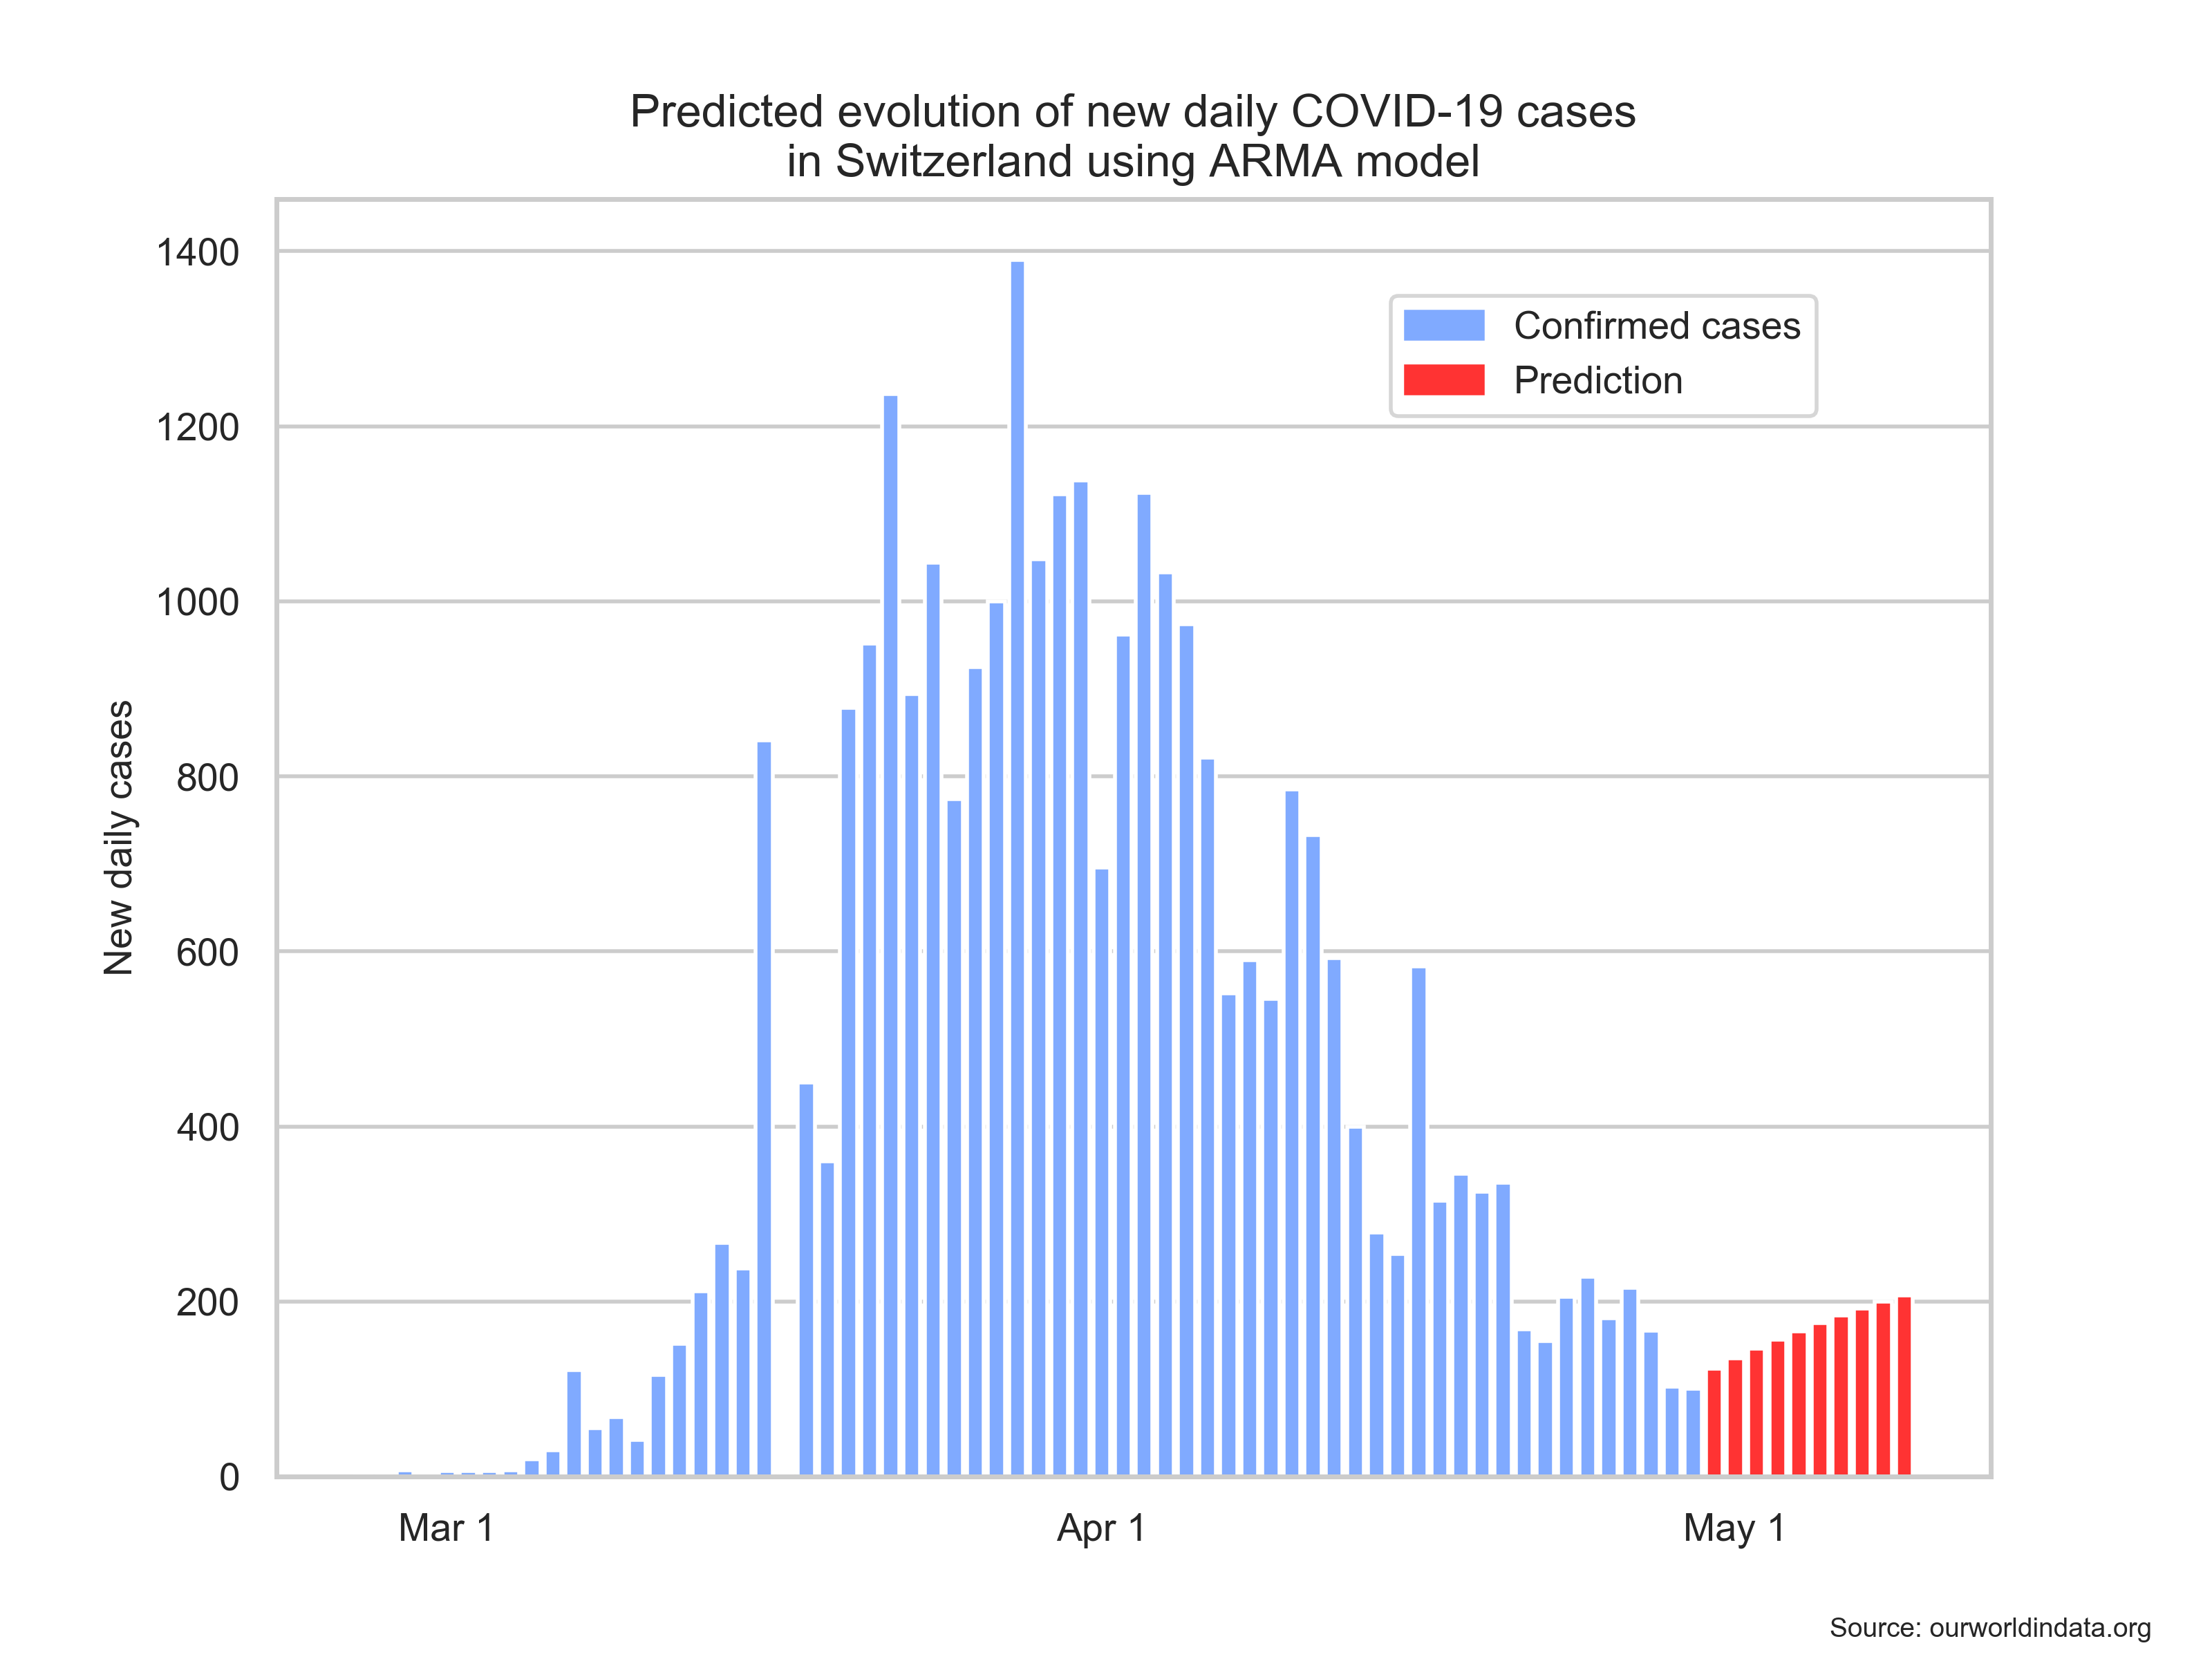 Predicted evolution of new daily COVID-19 cases
in Switzerland using ARMA model
1400
1200
1000
800
600
400
200
0
New daily cases
Confirmed cases
Prediction
Mar 1
Apr 1
May 1
Source: ourworldindata.org